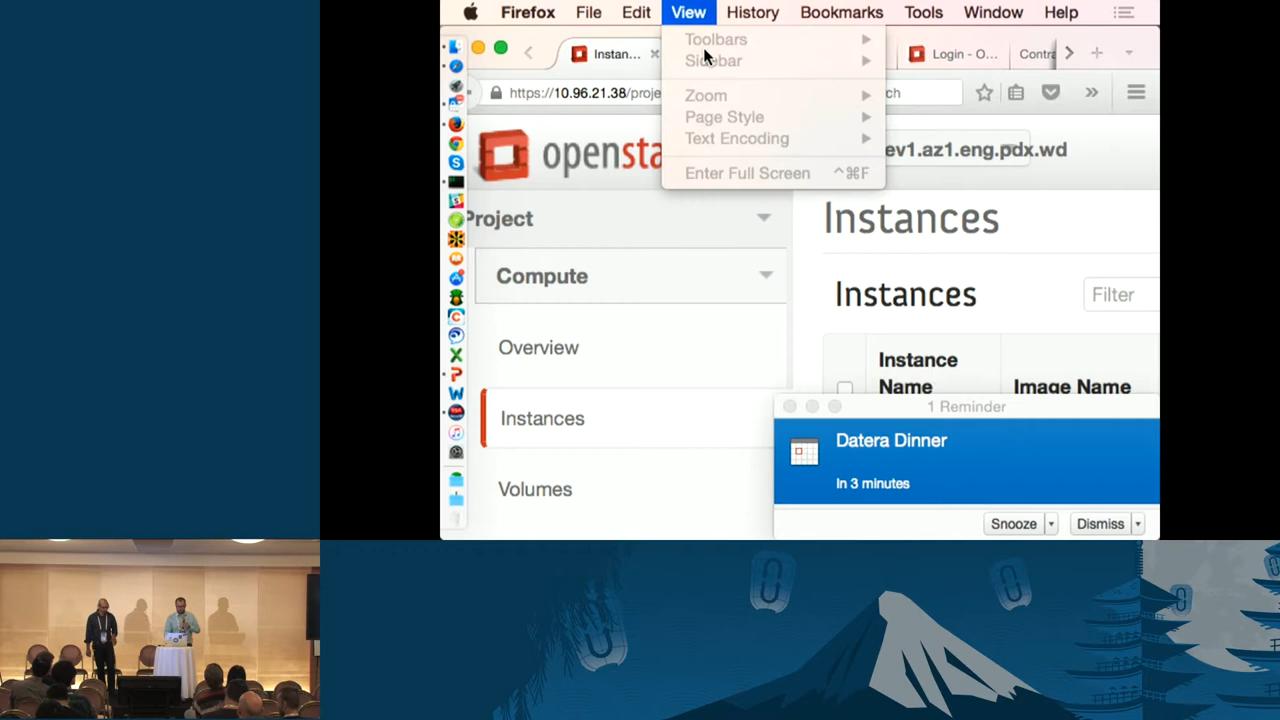 Firefox File Edit View History Bookmarks Tools Window Help
Instan...
Login - O...
Contra
https://10.96.21.38/proje
ch
Toolbars
Sidebar
Zoom
Page Style
Text Encoding
Enter Full Screen ^⌘F
opensta
ev1.az1.eng.pdx.wd
Project
Compute
Overview
Instances
Volumes
Instances
Instances
Filter
Instance
Name
Image Name
1 Reminder
Datera Dinner
In 3 minutes
Snooze
Dismiss